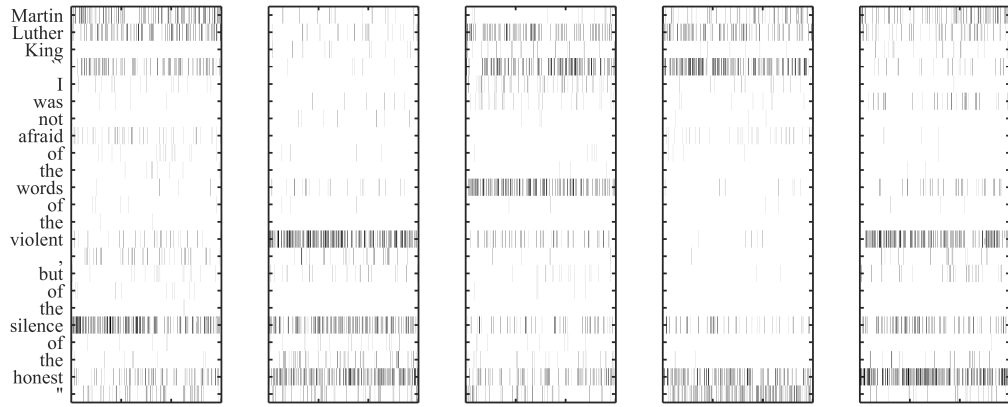 Martin
Luther
King
``
I
was
not
afraid
of
the
words
of
the
violent
,
but
of
the
silence
of
the
honest
"